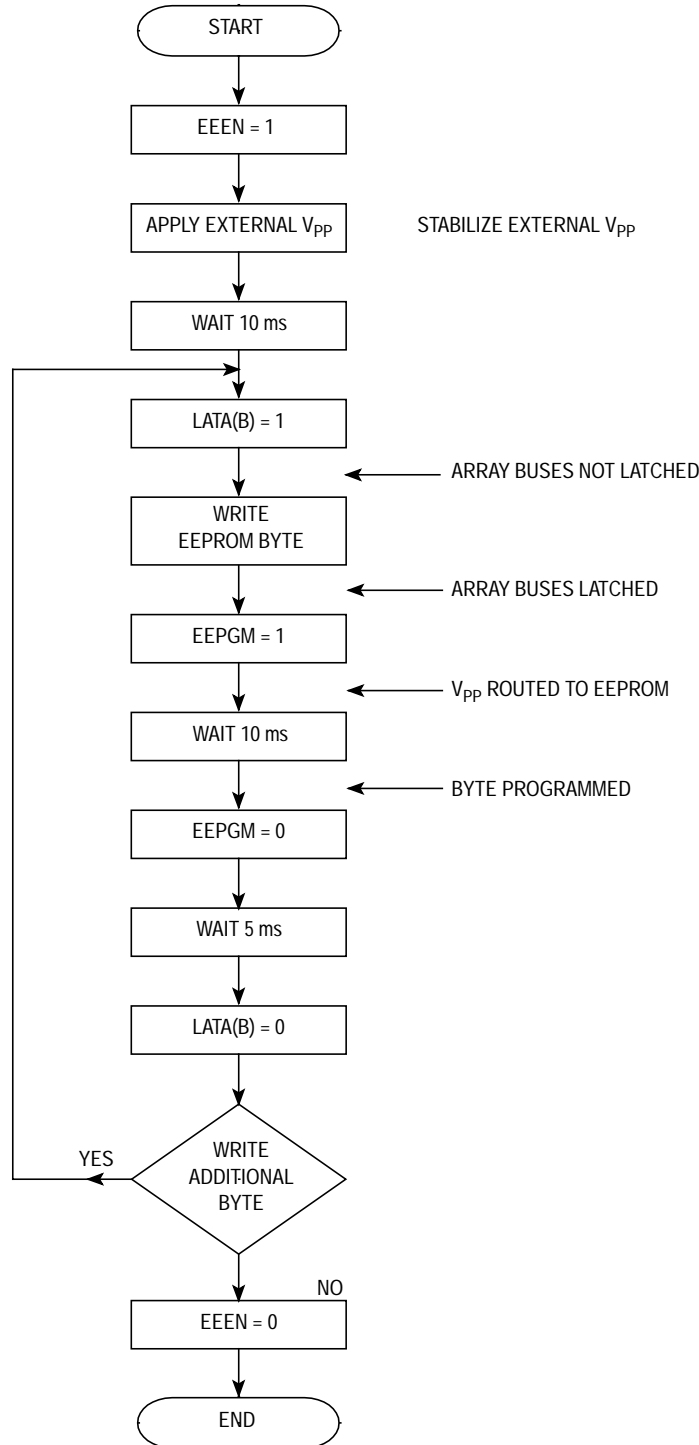 START
EEEN = 1
APPLY EXTERNAL VPP
STABILIZE EXTERNAL VPP
WAIT 10 ms
LATA(B) = 1
ARRAY BUSES NOT LATCHED
WRITE
EEPROM BYTE
ARRAY BUSES LATCHED
EEPGM = 1
VPP ROUTED TO EEPROM
WAIT 10 ms
BYTE PROGRAMMED
EEPGM = 0
WAIT 5 ms
LATA(B) = 0
YES
WRITE
ADDITIONAL
BYTE
NO
EEEN = 0
END